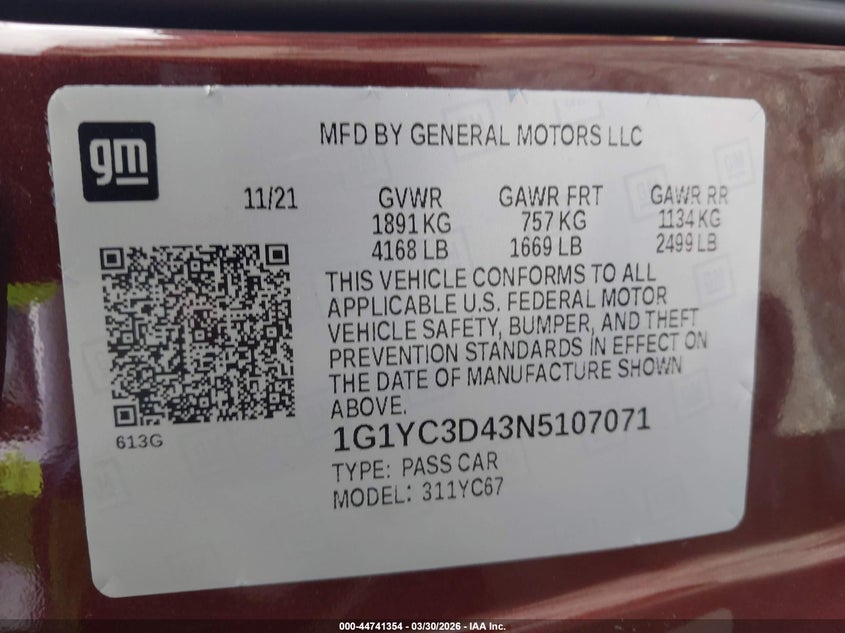 gm
MFD BY GENERAL MOTORS LLC
11/21 GVWR GAWR FRT GAWR RR
1891 KG 757 KG 1134 KG
4168 LB 1669 LB 2499 LB
THIS VEHICLE CONFORMS TO ALL
APPLICABLE U.S. FEDERAL MOTOR
VEHICLE SAFETY, BUMPER, AND THEFT
PREVENTION STANDARDS IN EFFECT ON
THE DATE OF MANUFACTURE SHOWN
ABOVE.
613G
1G1YC3D43N5107071
TYPE: PASS CAR
MODEL: 311YC67
000-44741354 - 03/30/2026 - IAA Inc.